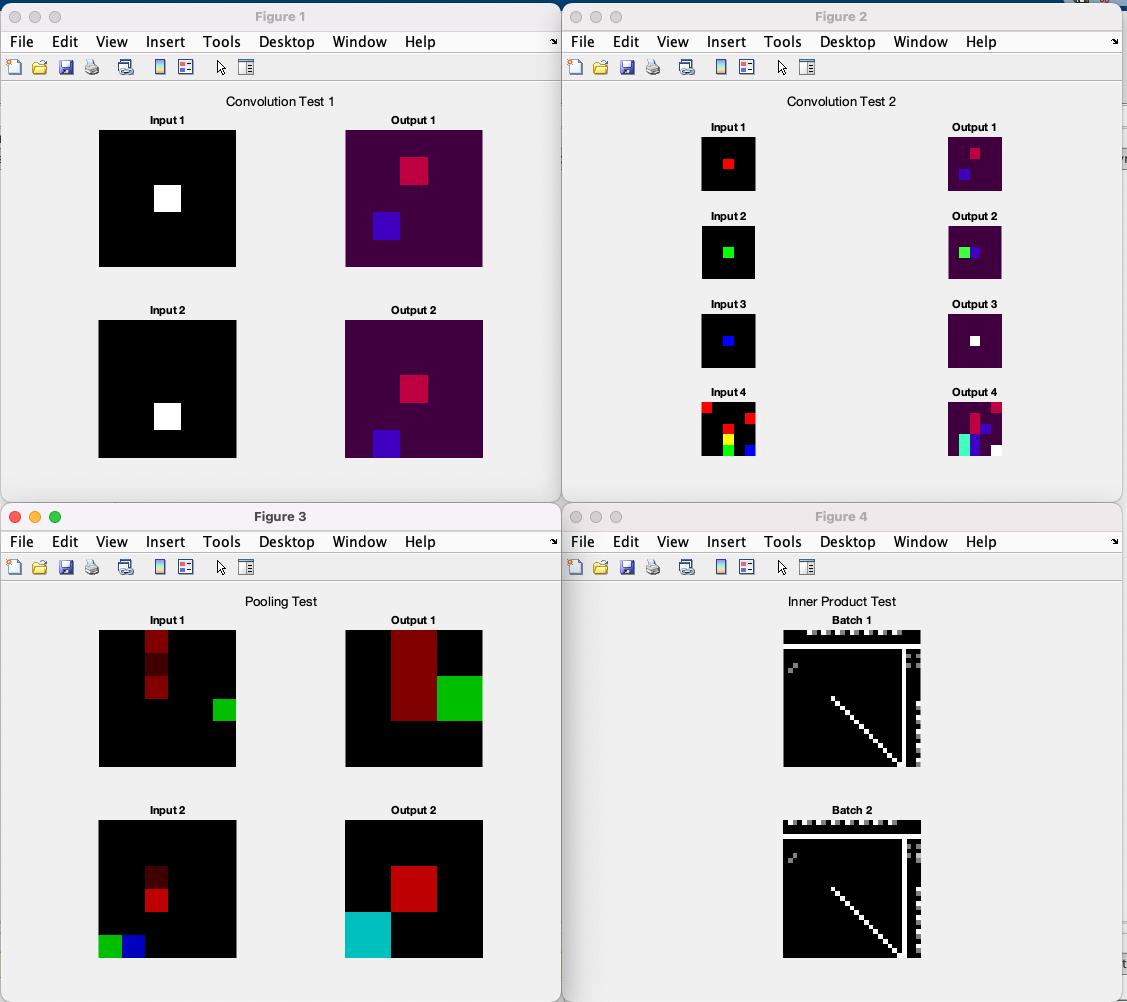 Figure 1
File Edit View Insert Tools Desktop Window Help
Convolution Test 1
Input 1 Output 1
Input 2 Output 2
Figure 2
File Edit View Insert Tools Desktop Window Help
Convolution Test 2
Input 1 Output 1
Input 2 Output 2
Input 3 Output 3
Input 4 Output 4
Figure 3
File Edit View Insert Tools Desktop Window Help
Pooling Test
Input 1 Output 1
Input 2 Output 2
Figure 4
File Edit View Insert Tools Desktop Window Help
Inner Product Test
Batch 1
Batch 2